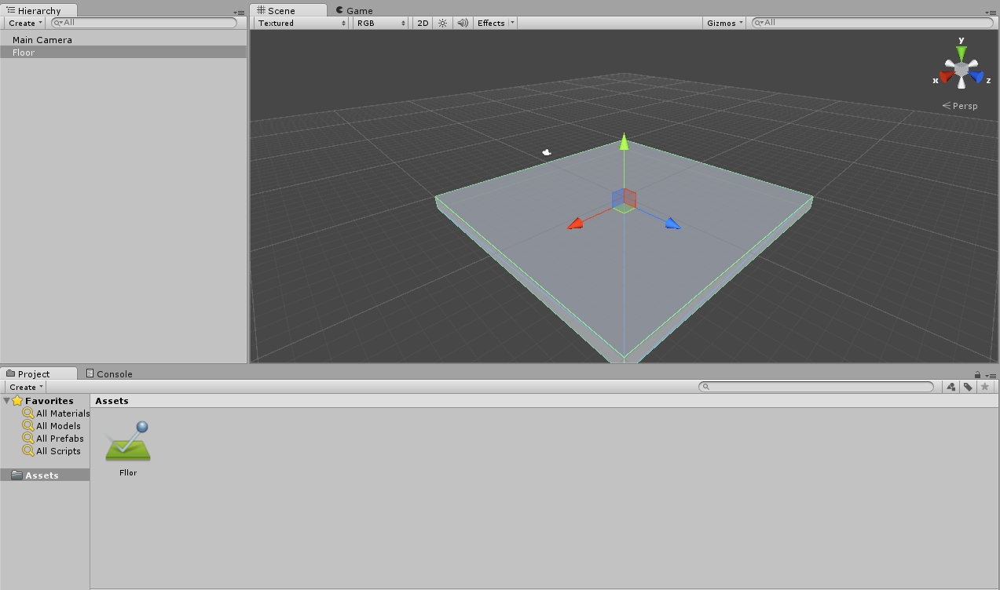 Hierarchy
Create All
Main Camera
Floor
Scene Game
Textured RGB 2D Effects Gizmos All
y
x z
Persp
Project Console
Create
Favorites
All Materials
All Models
All Prefabs
All Scripts
Assets
Assets
Fllor